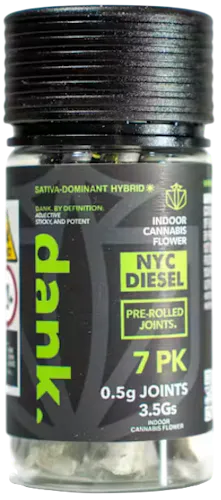 SATIVA-DOMINANT HYBRID
DANK. BY DEFINITION:
ADJECTIVE
STICKY, AND POTENT
dank.
INDOOR
CANNABIS
FLOWER
NYC
DIESEL
PRE-ROLLED
JOINTS.
7 PK
0.5g JOINTS
3.5Gs
INDOOR
CANNABIS FLOWER